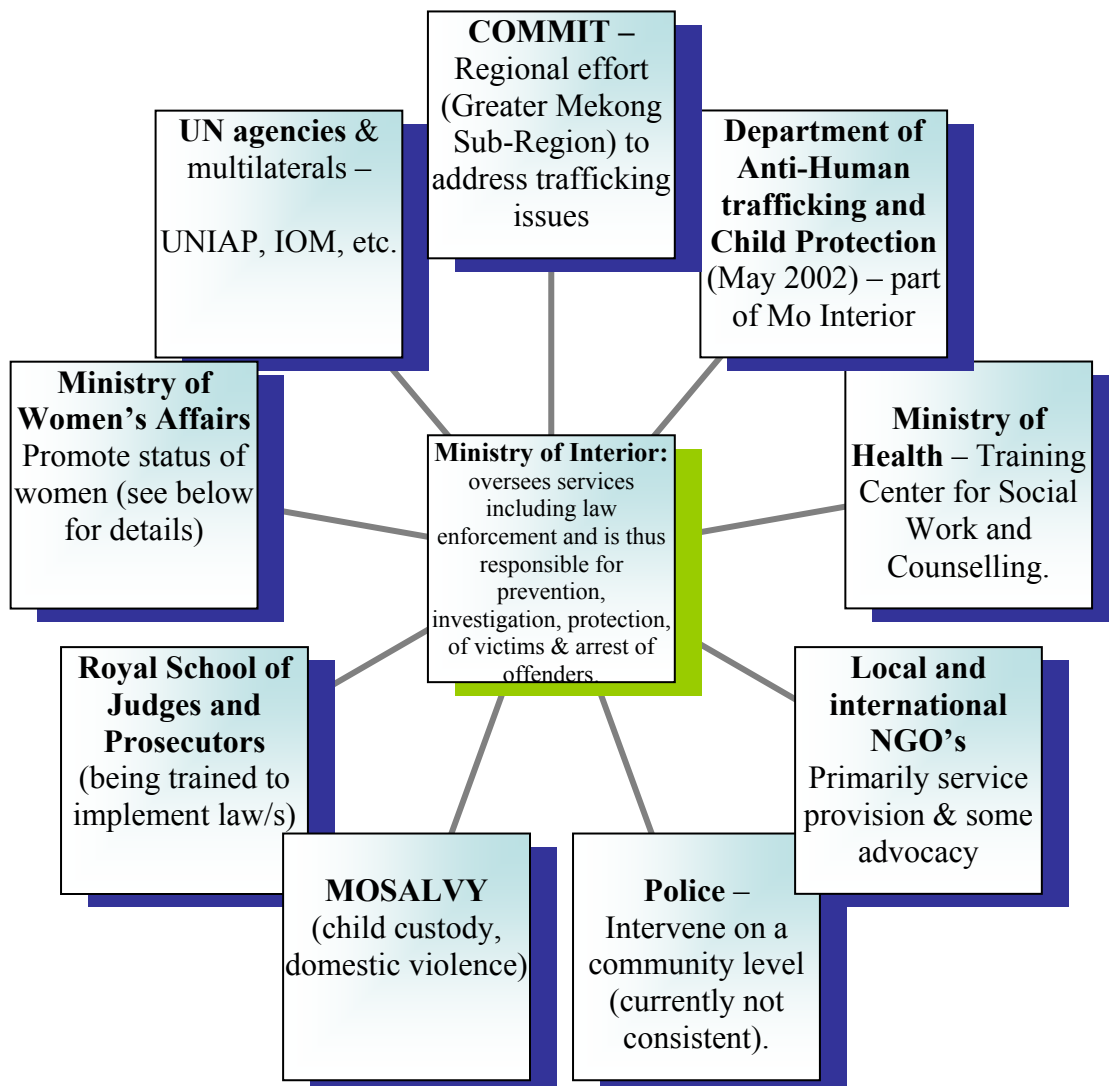 COMMIT –
Regional effort
(Greater Mekong
Sub-Region) to
address trafficking
issues
UN agencies &
multilaterals –
UNIAP, IOM, etc.
Department of
Anti-Human
trafficking and
Child Protection
(May 2002) – part
of Mo Interior
Ministry of
Women’s Affairs
Promote status of
women (see below
for details)
Ministry of Interior:
oversees services
including law
enforcement and is thus
responsible for
prevention,
investigation, protection,
of victims & arrest of
offenders.
Ministry of
Health – Training
Center for Social
Work and
Counselling.
Royal School of
Judges and
Prosecutors
(being trained to
implement law/s)
Local and
international
NGO’s
Primarily service
provision & some
advocacy
MOSALVY
(child custody,
domestic violence)
Police –
Intervene on a
community level
(currently not
consistent).